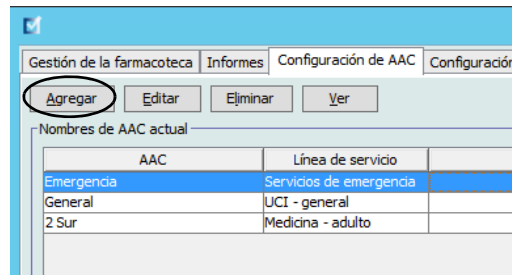 Gestión de la farmacoteca Informes Configuración de AAC Configuración
Agregar Editar Eliminar Ver
Nombres de AAC actual
AAC Línea de servicio
Emergencia Servicios de emergencia
General UCI - general
2 Sur Medicina - adulto